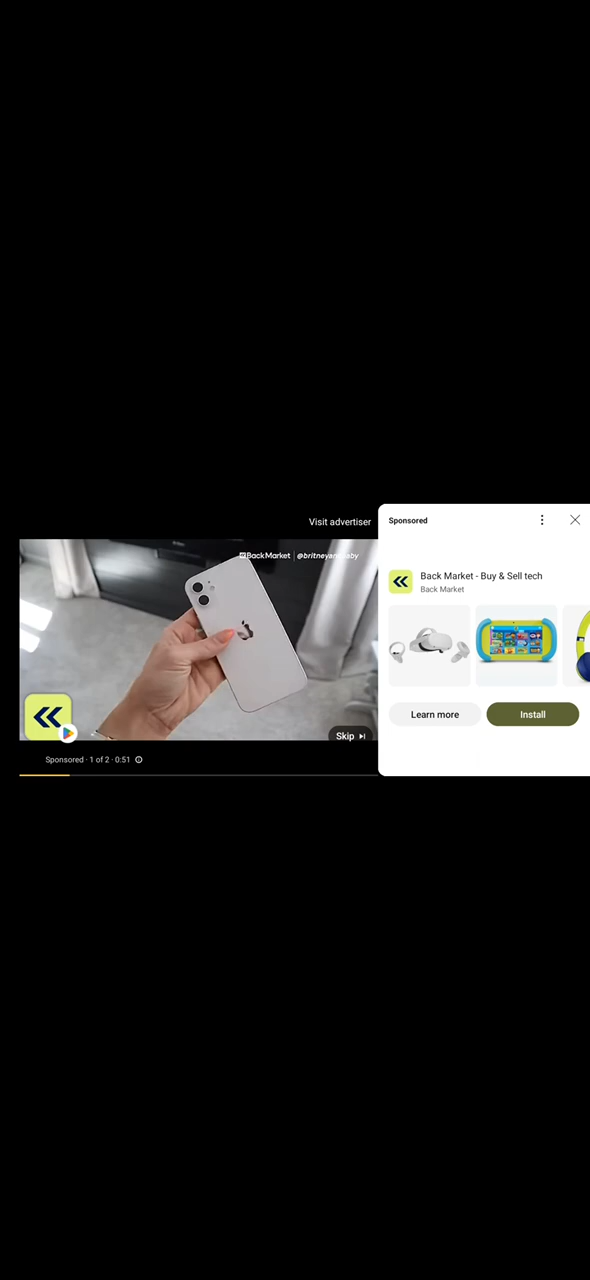 Visit advertiser
BackMarket | @britneyannbaby
Skip
Sponsored · 1 of 2 · 0:51
Sponsored
Back Market - Buy & Sell tech
Back Market
Learn more
Install